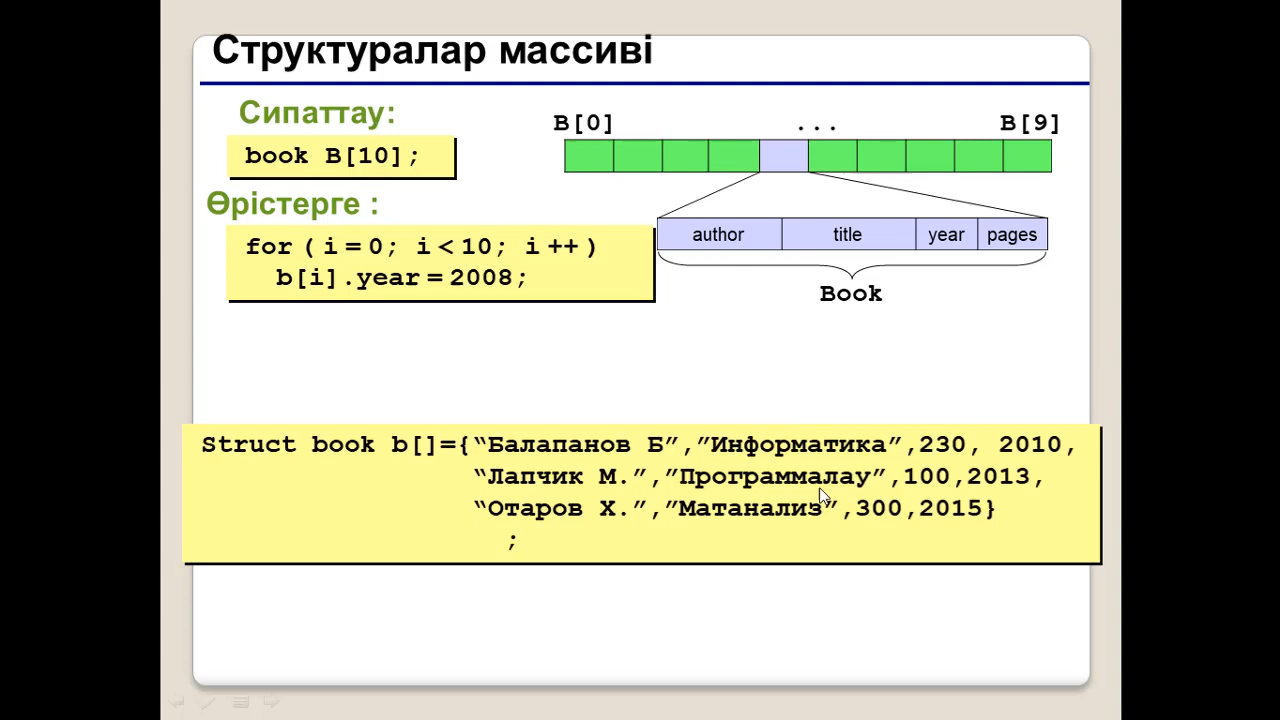 Структуралар массиві
Сипаттау:
book B[10];
B[0] ... B[9]
Өрістерге :
for ( i = 0; i < 10; i ++ )
b[i].year = 2008;
author title year pages
Book
Struct book b[]={“Балапанов Б”,”Информатика”,230, 2010,
“Лапчик М.”,”Программалау”,100,2013,
“Отаров Х.”,”Матанализ”,300,2015}
;